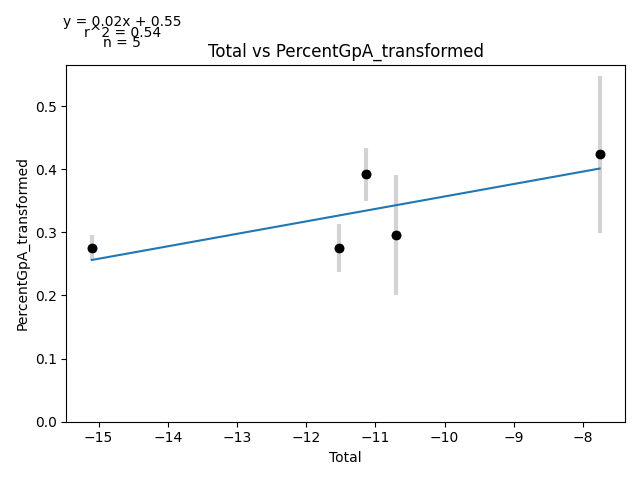 y = 0.02x + 0.55
r^2 = 0.54
n = 5
Total vs PercentGpA_transformed
PercentGpA_transformed
0.5
0.4
0.3
0.2
0.1
0.0
−15 −14 −13 −12 −11 −10 −9 −8
Total